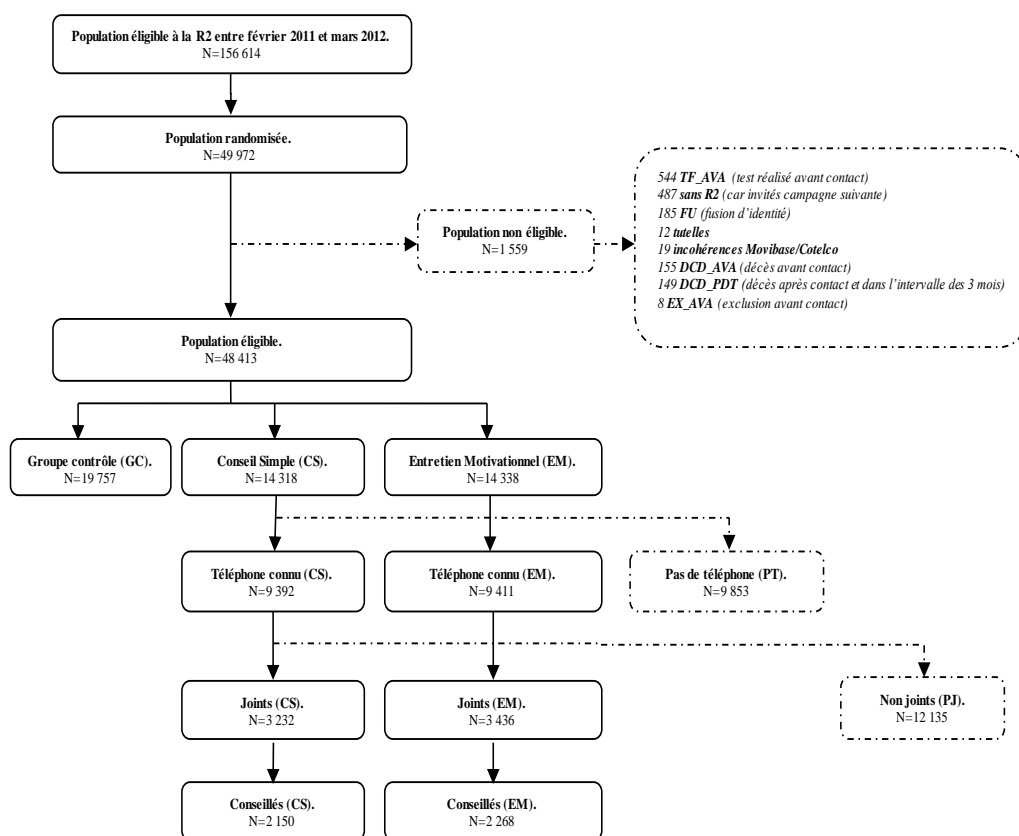 Population éligible à la R2 entre février 2011 et mars 2012.
N=156 614
Population randomisée.
N=49 972
544 TF_AVA (test réalisé avant contact)
487 sans R2 (car invités campagne suivante)
185 FU (fusion d'identité)
12 tutelles
19 incohérences Movibase/Cotelco
155 DCD_AVA (décès avant contact)
149 DCD_PDT (décès après contact et dans l'intervalle des 3 mois)
8 EX_AVA (exclusion avant contact)
Population non éligible.
N=1 559
Population éligible.
N=48 413
Groupe contrôle (GC).
N=19 757
Conseil Simple (CS).
N=14 318
Entretien Motivationnel (EM).
N=14 338
Téléphone connu (CS).
N=9 392
Téléphone connu (EM).
N=9 411
Pas de téléphone (PT).
N=9 853
Joints (CS).
N=3 232
Joints (EM).
N=3 436
Non joints (PJ).
N=12 135
Conseillés (CS).
N=2 150
Conseillés (EM).
N=2 268